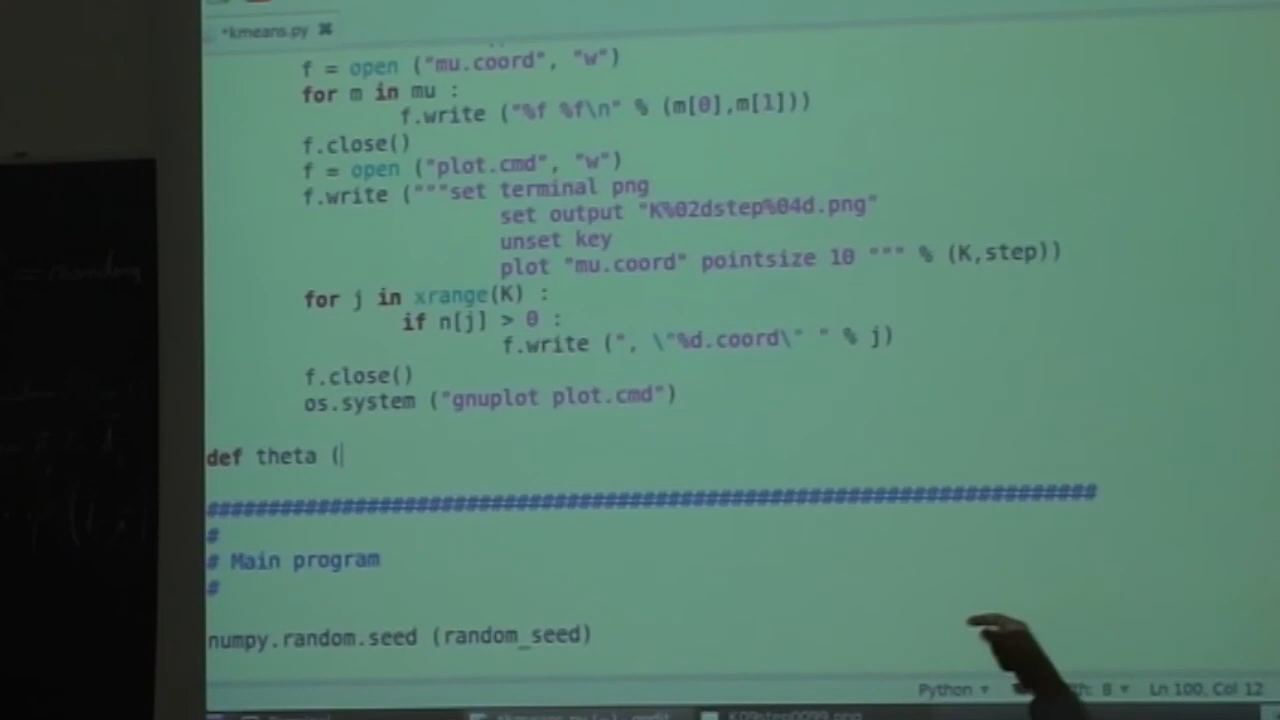 *kmeans.py ✖
f = open ("mu.coord", "w")
for m in mu :
f.write ("%f %f\n" % (m[0],m[1]))
f.close()
f = open ("plot.cmd", "w")
f.write ("""set terminal png
set output "K%02dstep%04d.png"
unset key
plot "mu.coord" pointsize 10 """ % (K,step))
for j in xrange(K) :
if n[j] > 0 :
f.write (", \"%d.coord\" " % j)
f.close()
os.system ("gnuplot plot.cmd")
def theta (
########################################################################
#
# Main program
#
numpy.random.seed (random_seed)
Python ▾ 8 ▾ Ln 100, Col 12